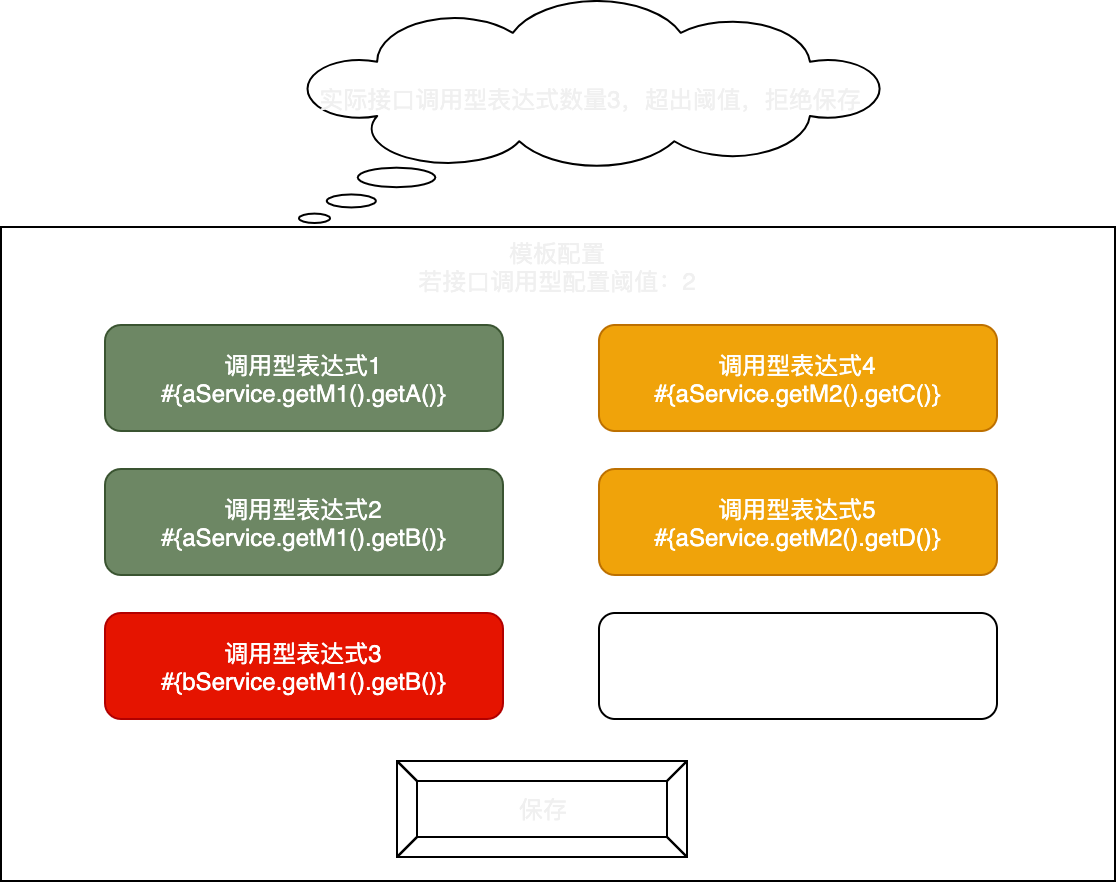 实际接口调用型表达式数量3，超出阈值，拒绝保存
模板配置
若接口调用型配置阈值：2
调用型表达式1
#{aService.getM1().getA()}
调用型表达式4
#{aService.getM2().getC()}
调用型表达式2
#{aService.getM1().getB()}
调用型表达式5
#{aService.getM2().getD()}
调用型表达式3
#{bService.getM1().getB()}
保存